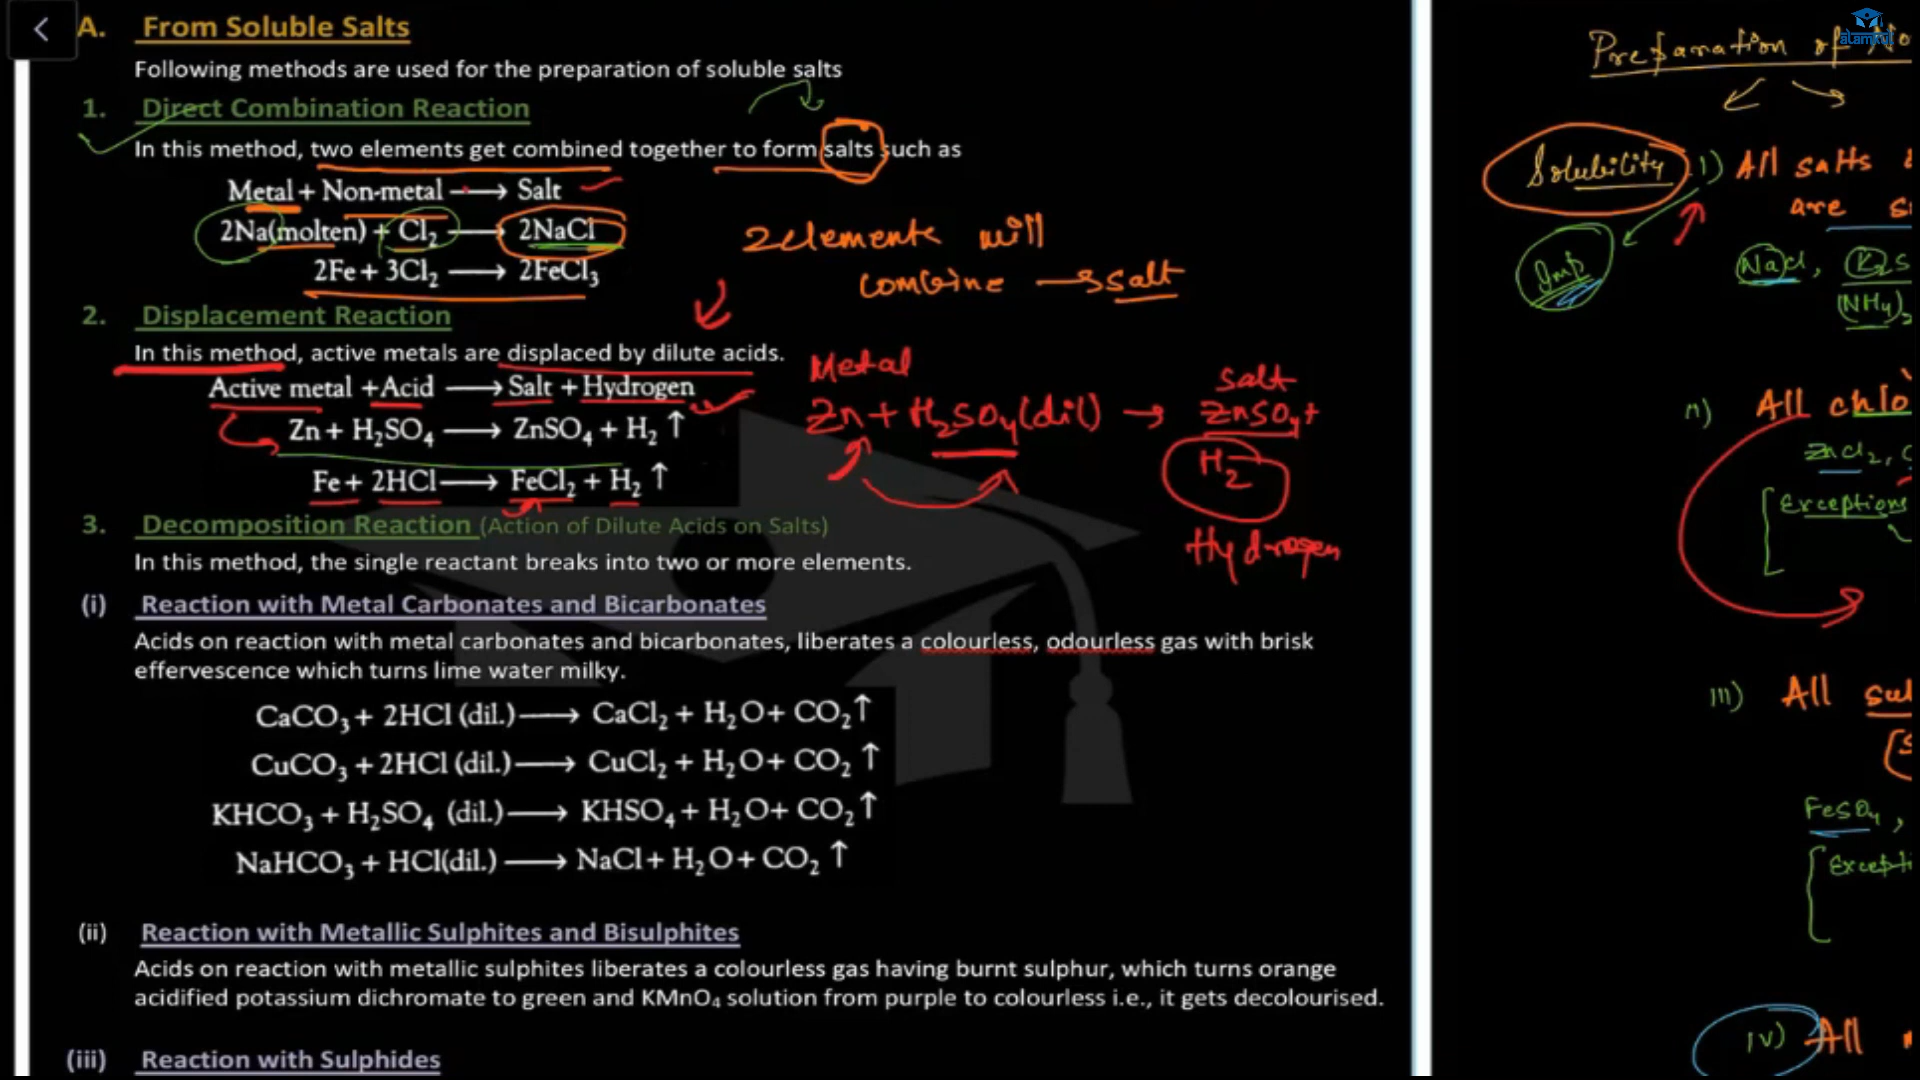 A. From Soluble Salts
Following methods are used for the preparation of soluble salts
1. Direct Combination Reaction
In this method, two elements get combined together to form salts such as
Metal + Non-metal ⟶ Salt
2Na(molten) + Cl₂ ⟶ 2NaCl
2Fe + 3Cl₂ ⟶ 2FeCl₃
2 elements will
combine → salt
2. Displacement Reaction
In this method, active metals are displaced by dilute acids.
Active metal +Acid ⟶ Salt + Hydrogen
Zn + H₂SO₄ ⟶ ZnSO₄ + H₂ ↑
Fe + 2HCl ⟶ FeCl₂ + H₂ ↑
Metal
Salt
Zn + H₂SO₄(dil) → ZnSO₄+
H₂
Hydrogen
3. Decomposition Reaction (Action of Dilute Acids on Salts)
In this method, the single reactant breaks into two or more elements.
(i) Reaction with Metal Carbonates and Bicarbonates
Acids on reaction with metal carbonates and bicarbonates, liberates a colourless, odourless gas with brisk
effervescence which turns lime water milky.
CaCO₃ + 2HCl (dil.) ⟶ CaCl₂ + H₂O+ CO₂↑
CuCO₃ + 2HCl (dil.) ⟶ CuCl₂ + H₂O+ CO₂ ↑
KHCO₃ + H₂SO₄ (dil.) ⟶ KHSO₄ + H₂O+ CO₂↑
NaHCO₃ + HCl(dil.) ⟶ NaCl + H₂O+ CO₂ ↑
(ii) Reaction with Metallic Sulphites and Bisulphites
Acids on reaction with metallic sulphites liberates a colourless gas having burnt sulphur, which turns orange
acidified potassium dichromate to green and KMnO₄ solution from purple to colourless i.e., it gets decolourised.
(iii) Reaction with Sulphides
alamkul
Preparation of No
Solubility
i) All salts
are s
Imp
NaCl, K₂S
(NH₄)₂
ii) All chlo
ZnCl₂, C
[Exceptions
iii) All sul
(S
FeSO₄,
[Excepti
iv) All